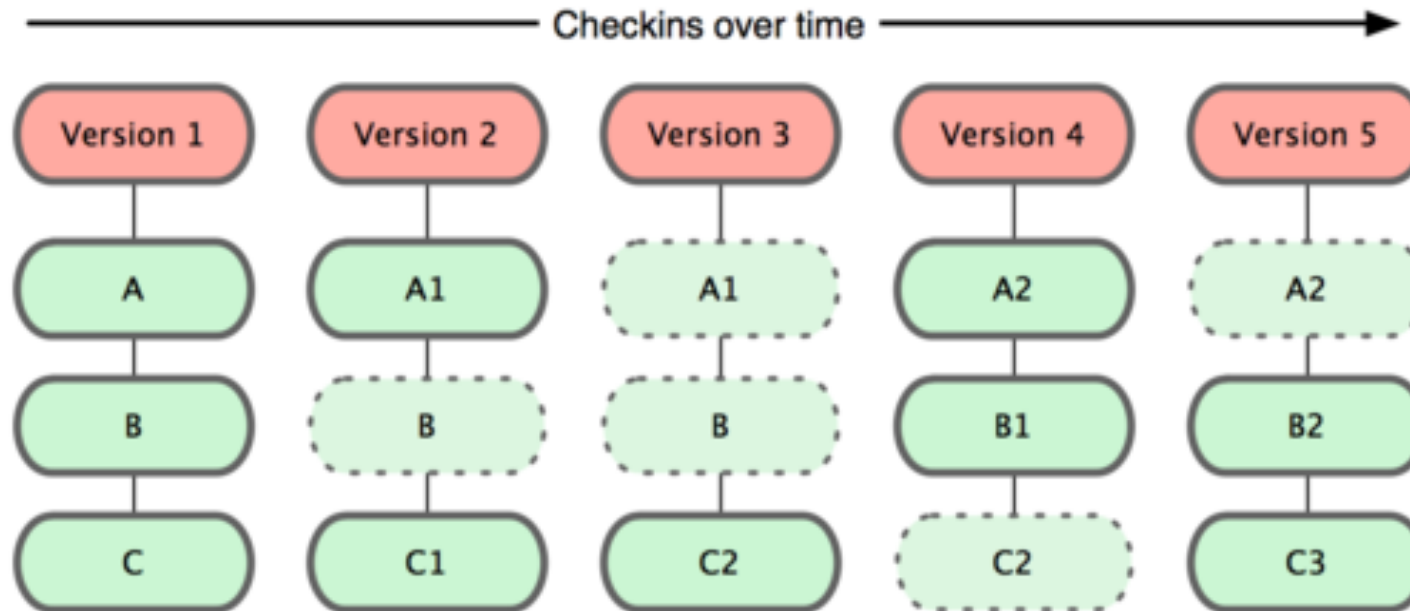 Checkins over time
Version 1 Version 2 Version 3 Version 4 Version 5
A A1 A1 A2 A2
B B B B1 B2
C C1 C2 C2 C3